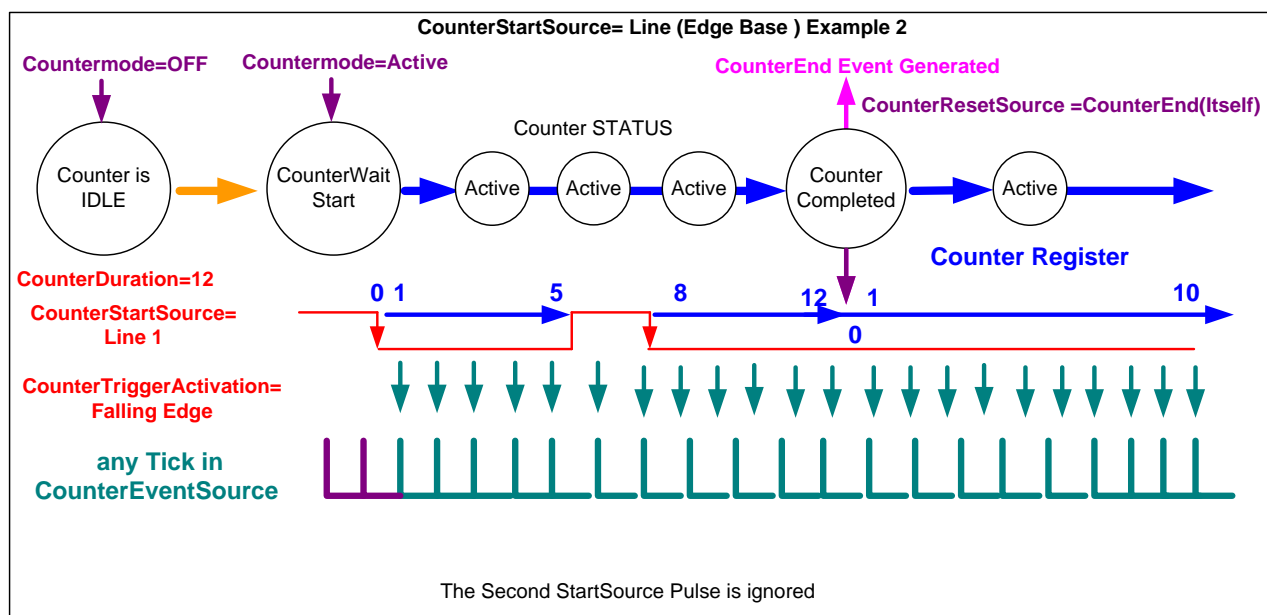 CounterStartSource= Line (Edge Base ) Example 2
Countermode=OFF
Countermode=Active
CounterEnd Event Generated
CounterResetSource =CounterEnd(Itself)
Counter STATUS
Counter is
IDLE
CounterWait
Start
Active
Active
Active
Counter
Completed
Active
Counter Register
CounterDuration=12
CounterStartSource=
Line 1
0 1 5 8 12 1 10
0
CounterTriggerActivation=
Falling Edge
any Tick in
CounterEventSource
The Second StartSource Pulse is ignored